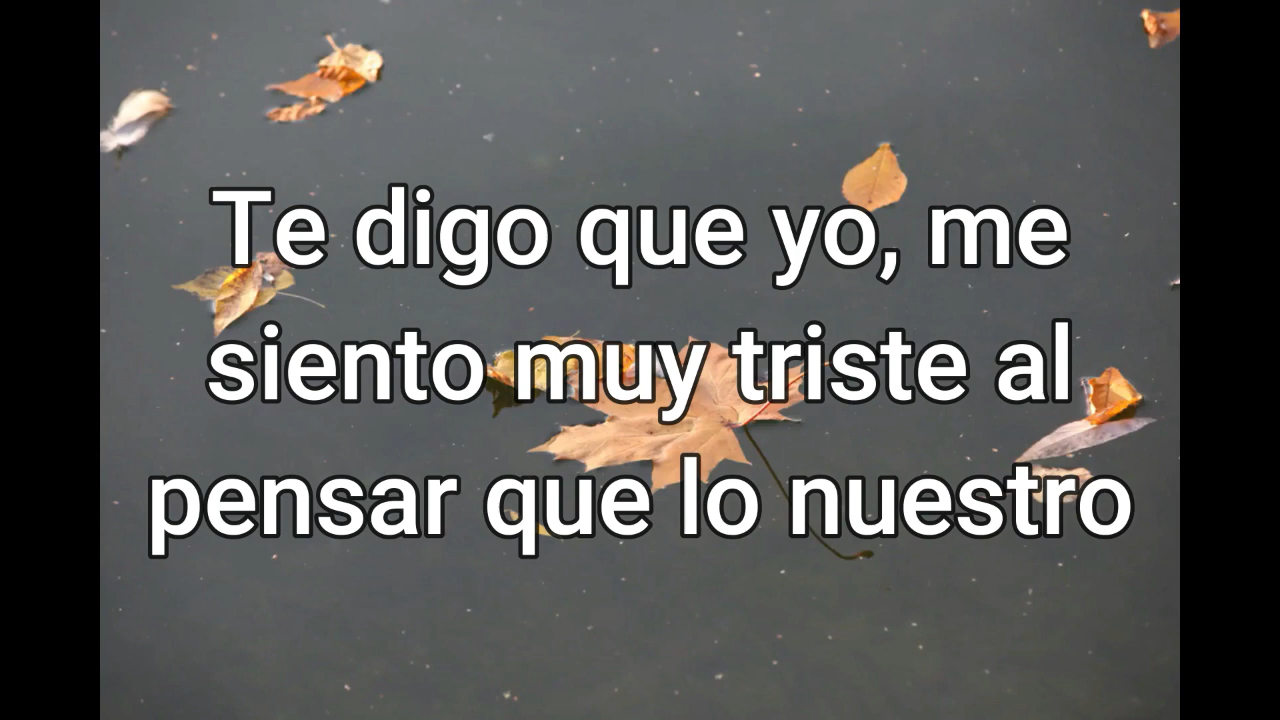 Te digo que yo, me
siento muy triste al
pensar que lo nuestro